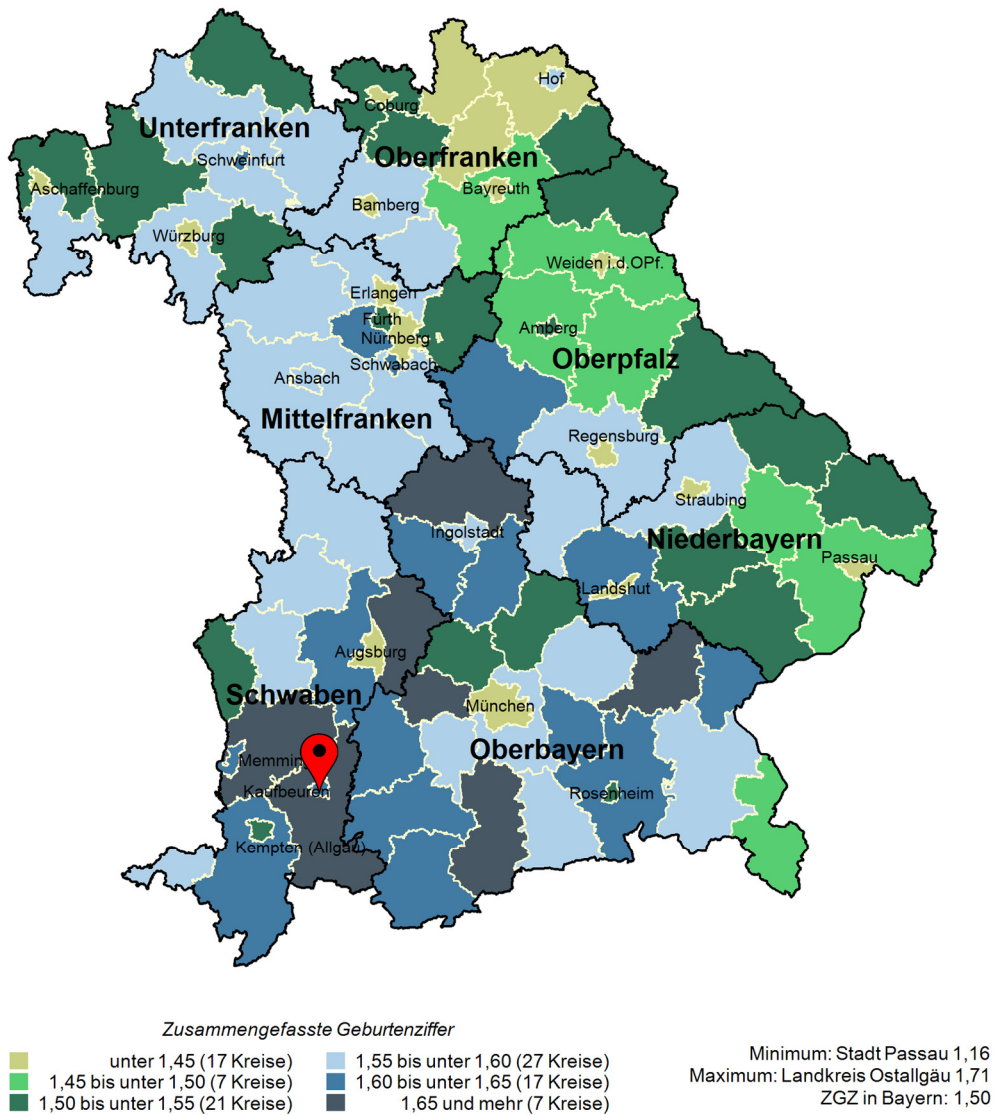 Hof
Coburg
Unterfranken
Oberfranken
Schweinfurt
Aschaffenburg
Bayreuth
Bamberg
Würzburg
Weiden i.d.OPf.
Erlangen
Fürth
Amberg
Nürnberg
Oberpfalz
Schwabach
Ansbach
Mittelfranken
Regensburg
Straubing
Ingolstadt
Niederbayern
Passau
Landshut
Augsburg
Schwaben
München
Oberbayern
Kaufbeuren
Rosenheim
Kempten (Allgäu)
Zusammengefasste Geburtenziffer
unter 1,45 (17 Kreise)
1,45 bis unter 1,50 (7 Kreise)
1,50 bis unter 1,55 (21 Kreise)
1,55 bis unter 1,60 (27 Kreise)
1,60 bis unter 1,65 (17 Kreise)
1,65 und mehr (7 Kreise)
Minimum: Stadt Passau 1,16
Maximum: Landkreis Ostallgäu 1,71
ZGZ in Bayern: 1,50